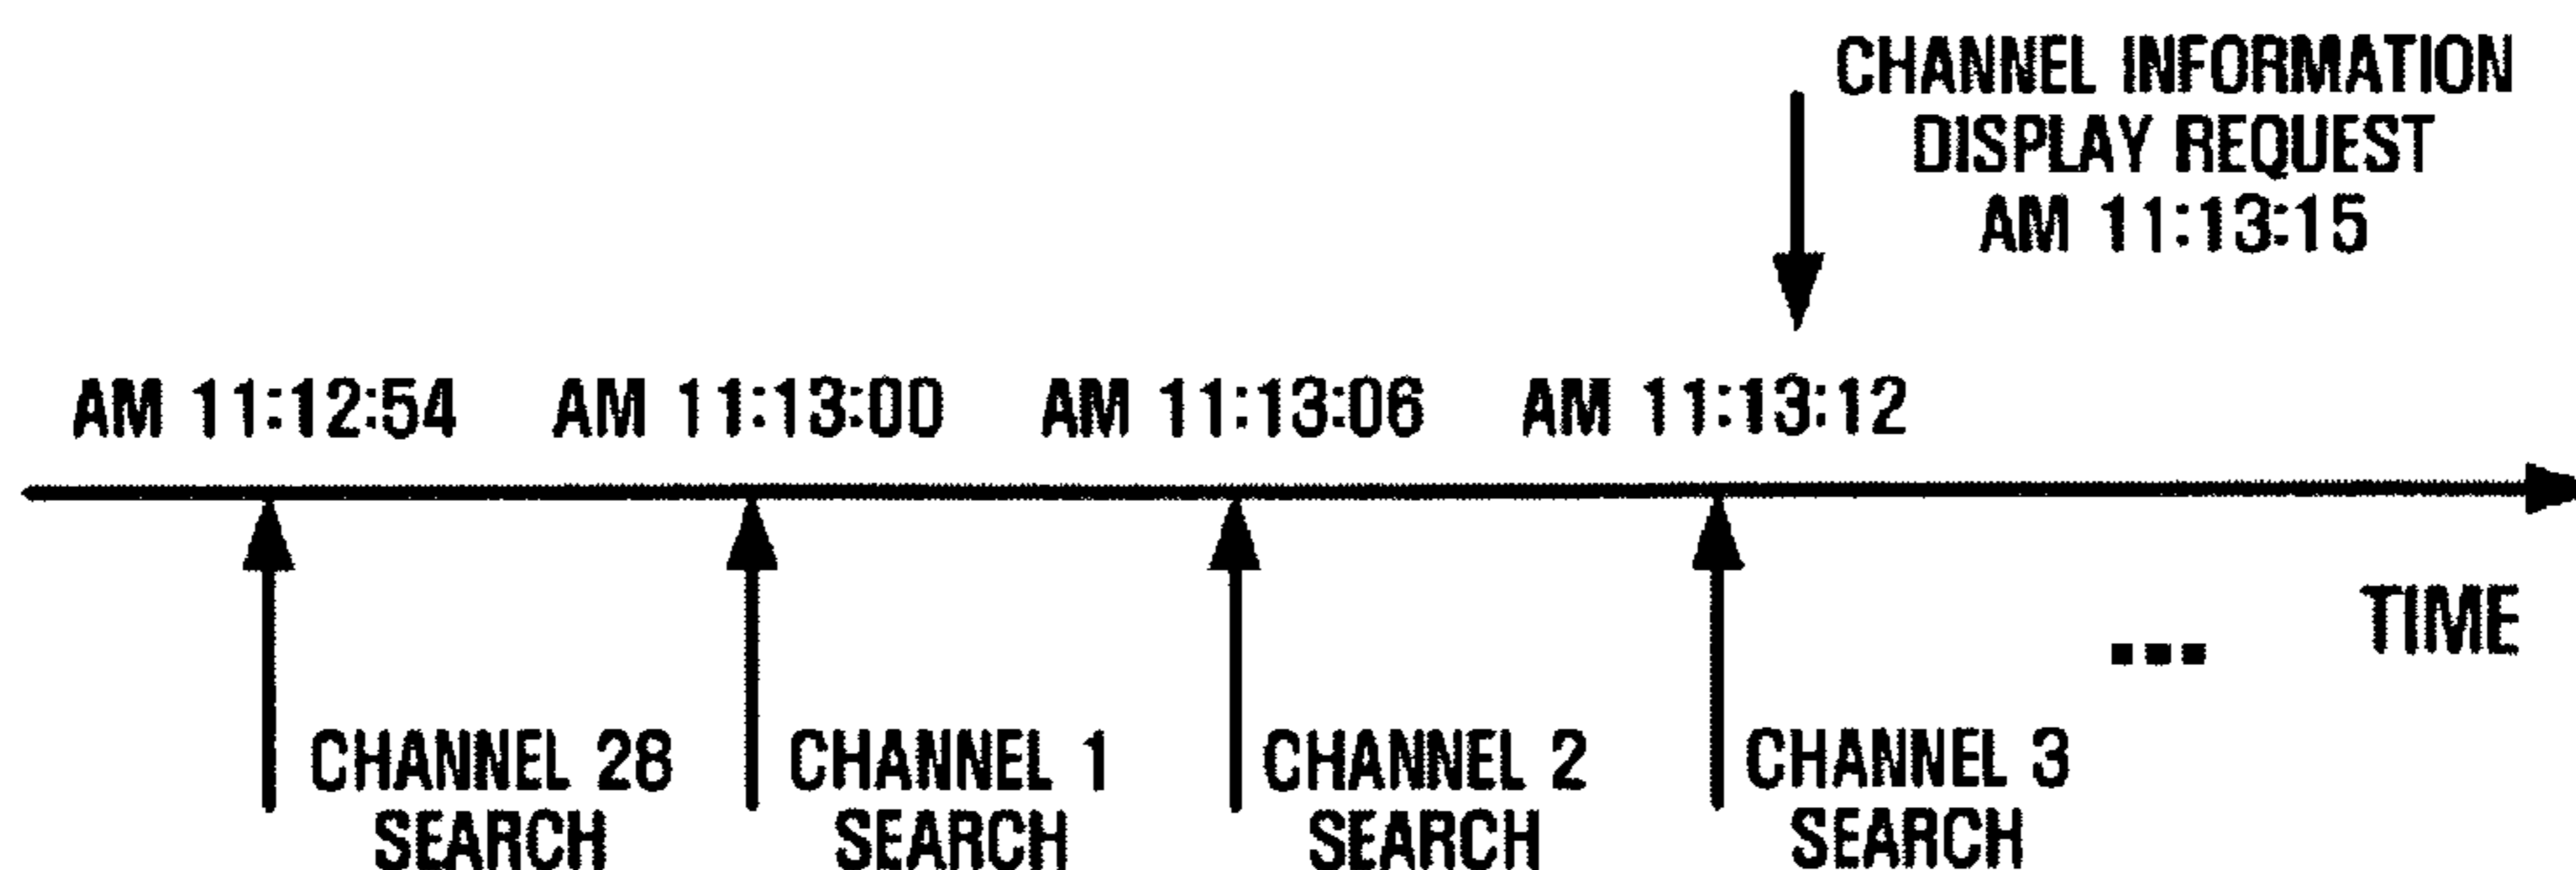 CHANNEL INFORMATION
DISPLAY REQUEST
AM 11:13:15
AM 11:12:54 AM 11:13:00 AM 11:13:06 AM 11:13:12
TIME
...
CHANNEL 28
SEARCH
CHANNEL 1
SEARCH
CHANNEL 2
SEARCH
CHANNEL 3
SEARCH